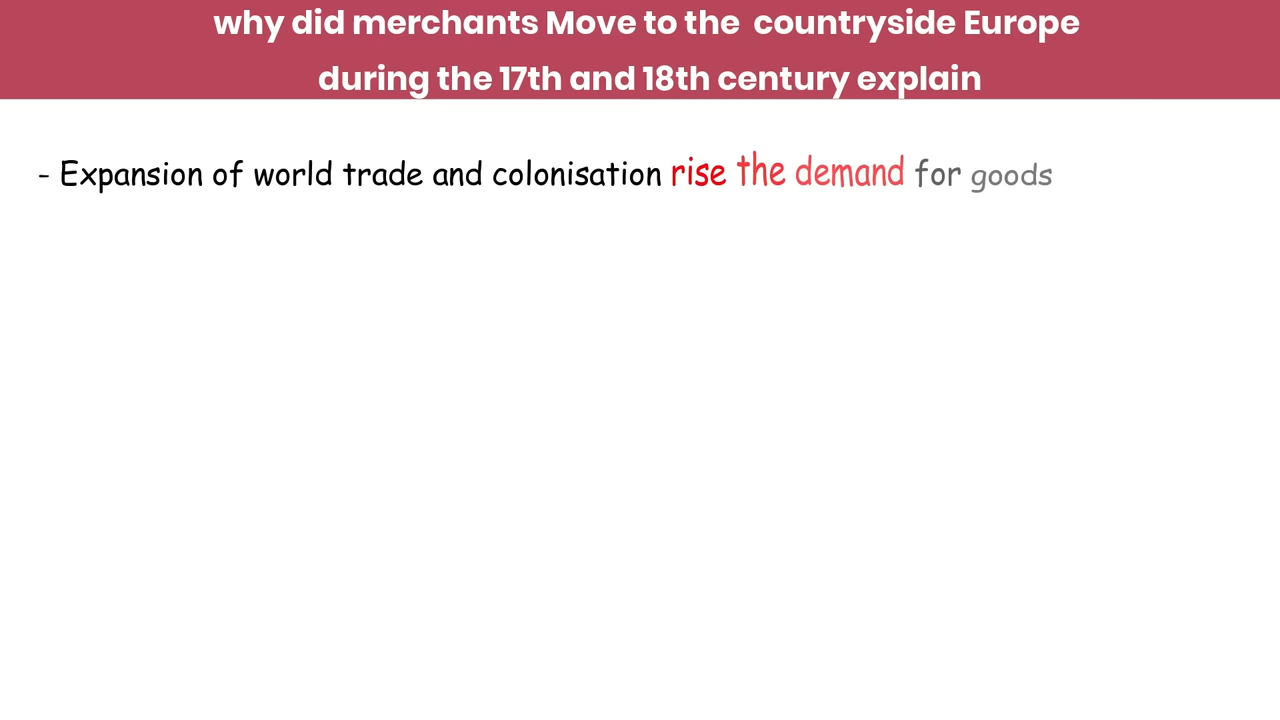 why did merchants Move to the countryside Europe
during the 17th and 18th century explain
- Expansion of world trade and colonisation rise the demand for goods